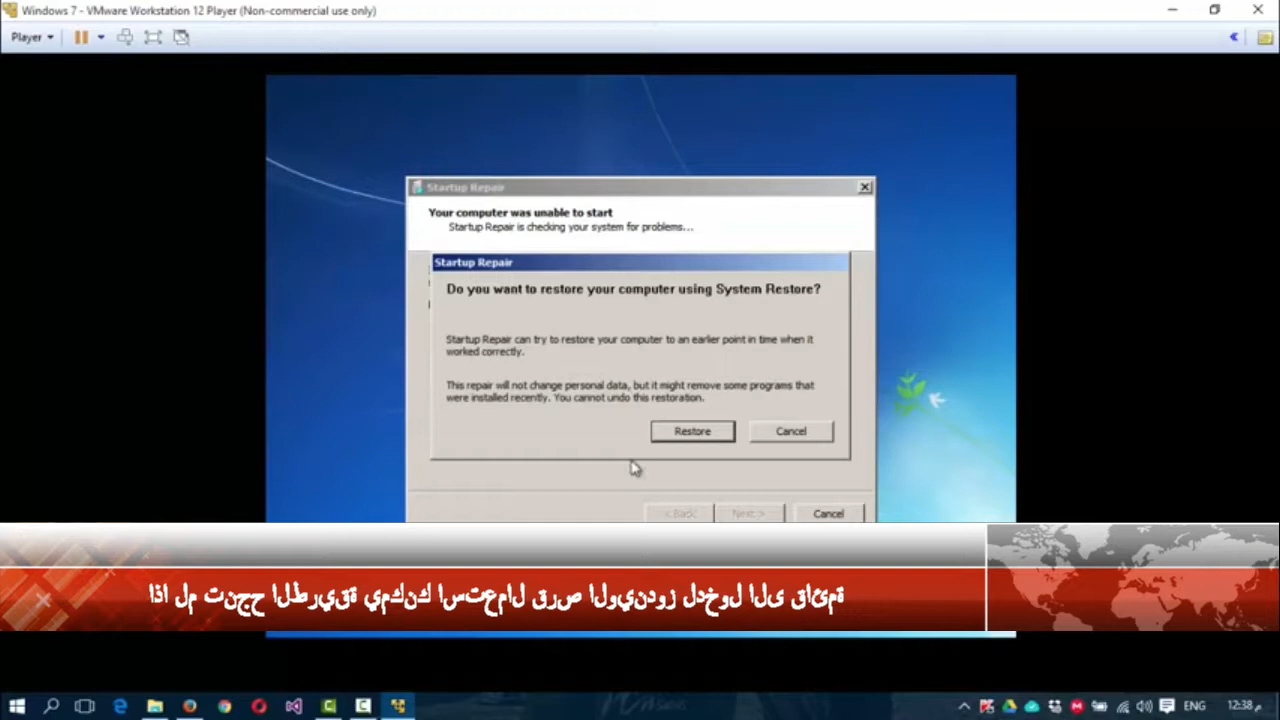 Windows 7 - VMware Workstation 12 Player (Non-commercial use only)
Player
Startup Repair
Your computer was unable to start
Startup Repair is checking your system for problems...
Startup Repair
Do you want to restore your computer using System Restore?
Startup Repair can try to restore your computer to an earlier point in time when it
worked correctly.
This repair will not change personal data, but it might remove some programs that
were installed recently. You cannot undo this restoration.
Restore
Cancel
< Back
Next >
Cancel
اذا لم تنجح الطريقة يمكنك استعمال قرص الويندوز لدخول الى قائمة
ENG
12:38 م